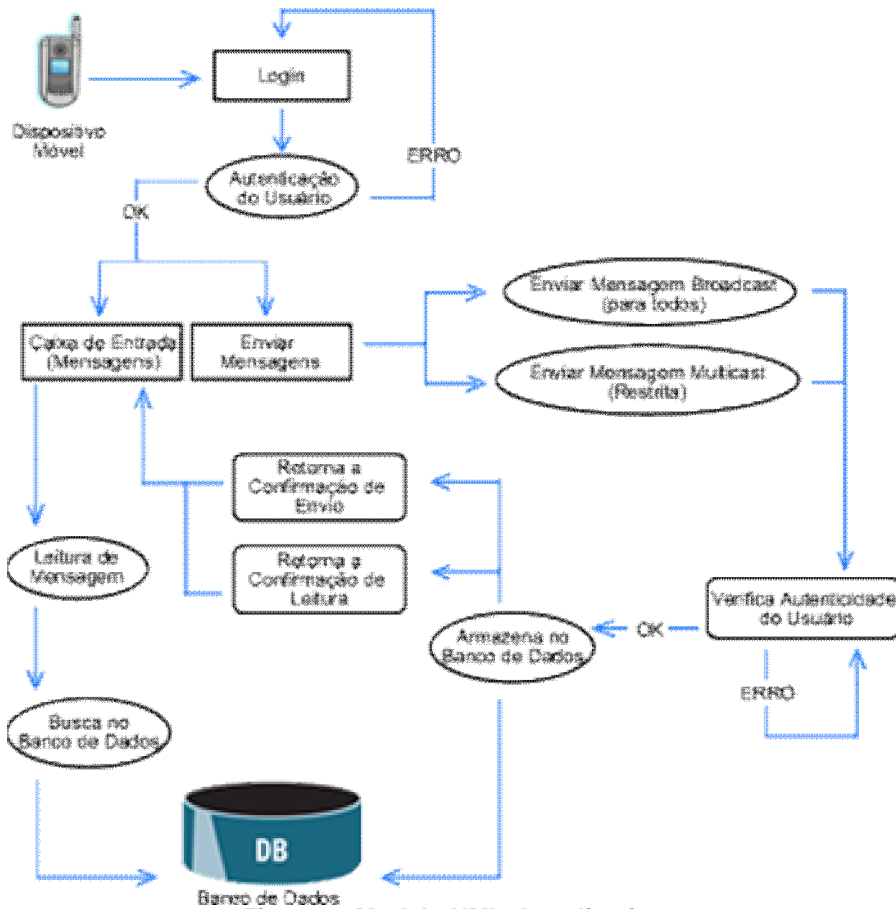 Login
Dispositivo
Móvel
ERRO
Autenticação
do Usuário
OK
Enviar Mensagem Broadcast
(para todos)
Caixa de Entrada
(Mensagens)
Enviar
Mensagens
Enviar Mensagem Multicast
(Restrita)
Retorna a
Confirmação de
Envio
Leitura de
Mensagem
Retorna a
Confirmação de
Leitura
Verifica Autenticidade
do Usuário
OK
Armazena no
Banco de Dados
ERRO
Busca no
Banco de Dados
DB
Banco de Dados